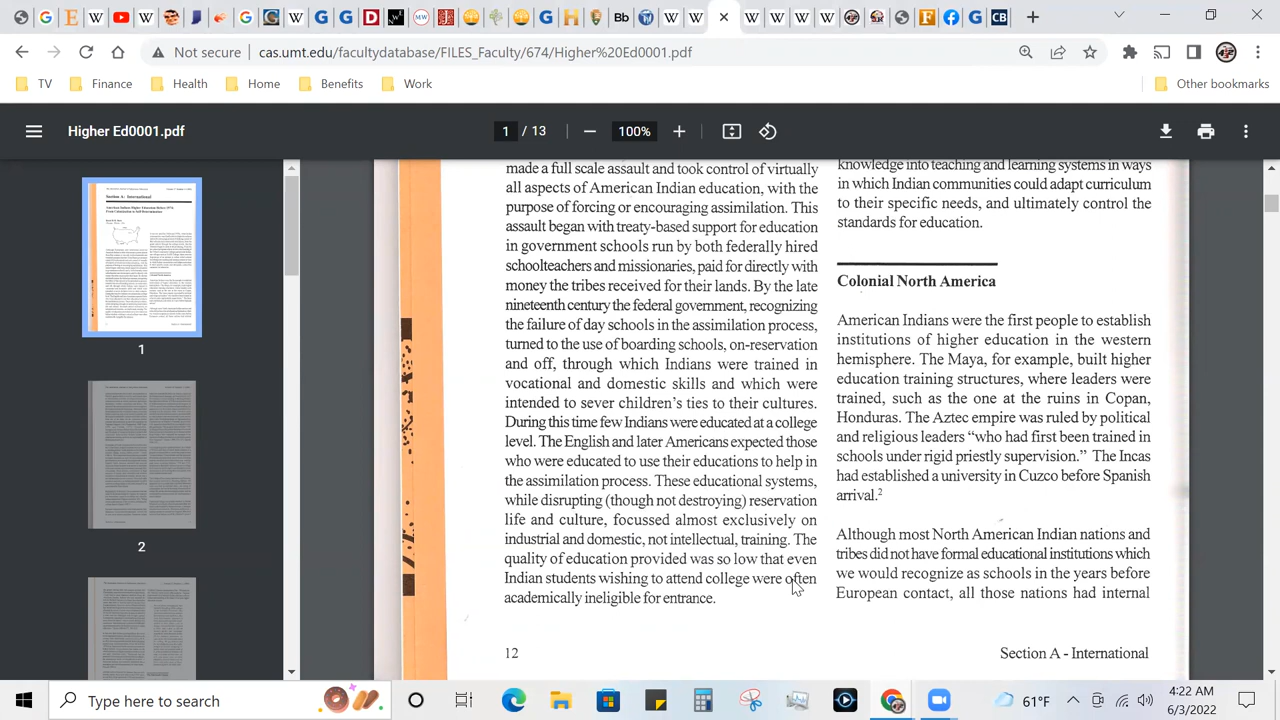 Not secure
cas.umt.edu/facultydatabase/FILES_Faculty/674/Higher%20Ed0001.pdf
TV
Finance
Health
Home
Benefits
Work
Other bookmarks
Higher Ed0001.pdf
1 / 13
100%
1
2
made a full scale assault and took control of virtually
all aspects of American Indian education, with the
purpose of forcing or encouraging assimilation. The
assault began in treaty-based support for education
in government schools run by both federally hired
schoolteachers and missionaries, paid for directly with
money the tribes received for their lands. By the late
nineteenth century the federal government, recognizing
the failure of day schools in the assimilation process,
turned to the use of boarding schools, on-reservation
and off, through which Indians were trained in
vocational and domestic skills and which were
intended to sever children's ties to their cultures.
During this time few Indians were educated at a college
level. The English and later Americans expected those
who were educated to use their educations to help in
the assimilation process. These educational systems,
while disrupting (though not destroying) reservation
life and culture, focussed almost exclusively on
industrial and domestic, not intellectual, training. The
quality of education provided was so low that even
Indian students wishing to attend college were often
academically ineligible for entrance.
12
knowledge into teaching and learning systems in ways
in which Indian communities could adapt curriculum
to their specific needs, and ultimately control the
standards for education.
Colonial North America
American Indians were the first people to establish
institutions of higher education in the western
hemisphere. The Maya, for example, built higher
education training structures, where leaders were
trained, such as the one at the ruins in Copan,
Honduras. The Aztec empire was ruled by political
and religious leaders “who had also been trained in
schools under rigid priestly supervision.” The Incas
had established a university in Cuzco before Spanish
arrival.2
Although most North American Indian nations and
tribes did not have formal educational institutions which
we would recognize as schools in the years before
European contact, all those nations had internal
Section A - International
Type here to search
61°F
4:22 AM
6/3/2022